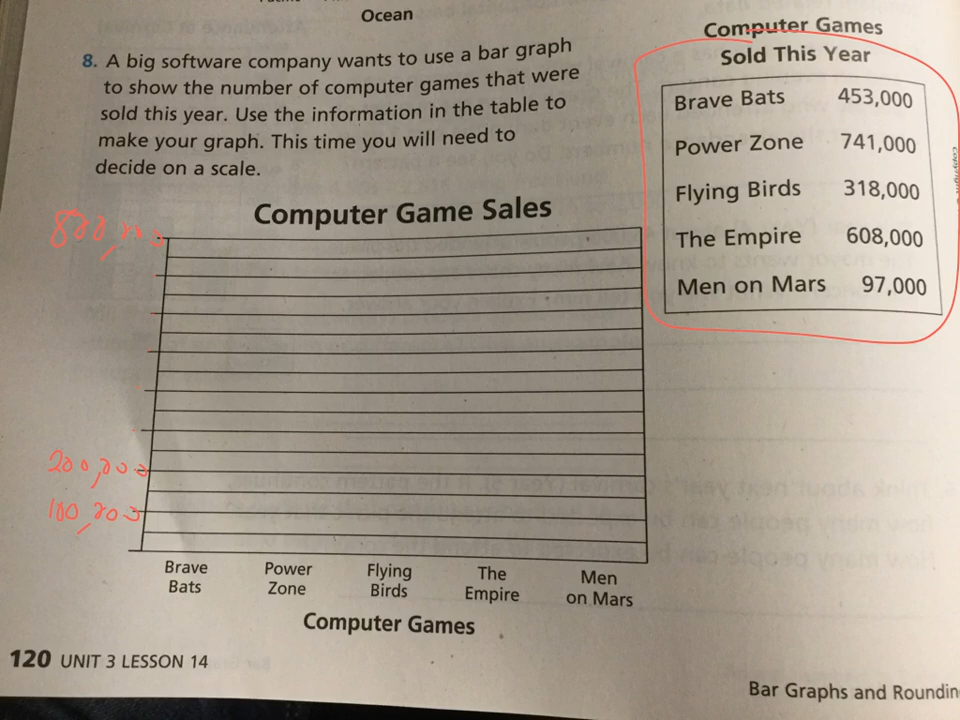 Ocean
8. A big software company wants to use a bar graph
to show the number of computer games that were
sold this year. Use the information in the table to
make your graph. This time you will need to
decide on a scale.
Computer Games
Sold This Year
Brave Bats 453,000
Power Zone 741,000
Flying Birds 318,000
The Empire 608,000
Men on Mars 97,000
Computer Game Sales
800,000
200,000
100,000
Brave Bats
Power Zone
Flying Birds
The Empire
Men on Mars
Computer Games
120 UNIT 3 LESSON 14
Bar Graphs and